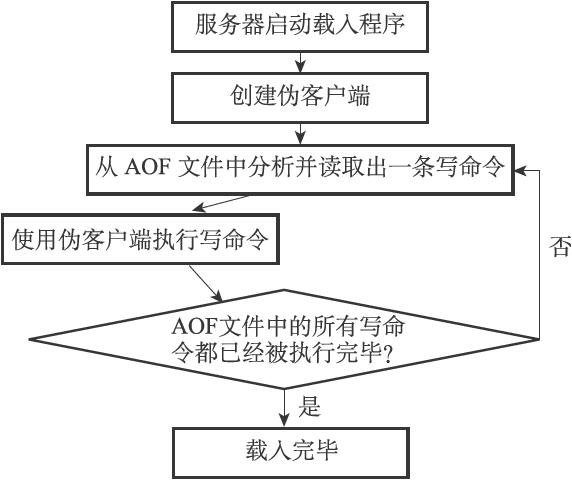 服务器启动载入程序
创建伪客户端
从 AOF 文件中分析并读取出一条写命令
使用伪客户端执行写命令
否
AOF文件中的所有写命
令都已经被执行完毕？
是
载入完毕